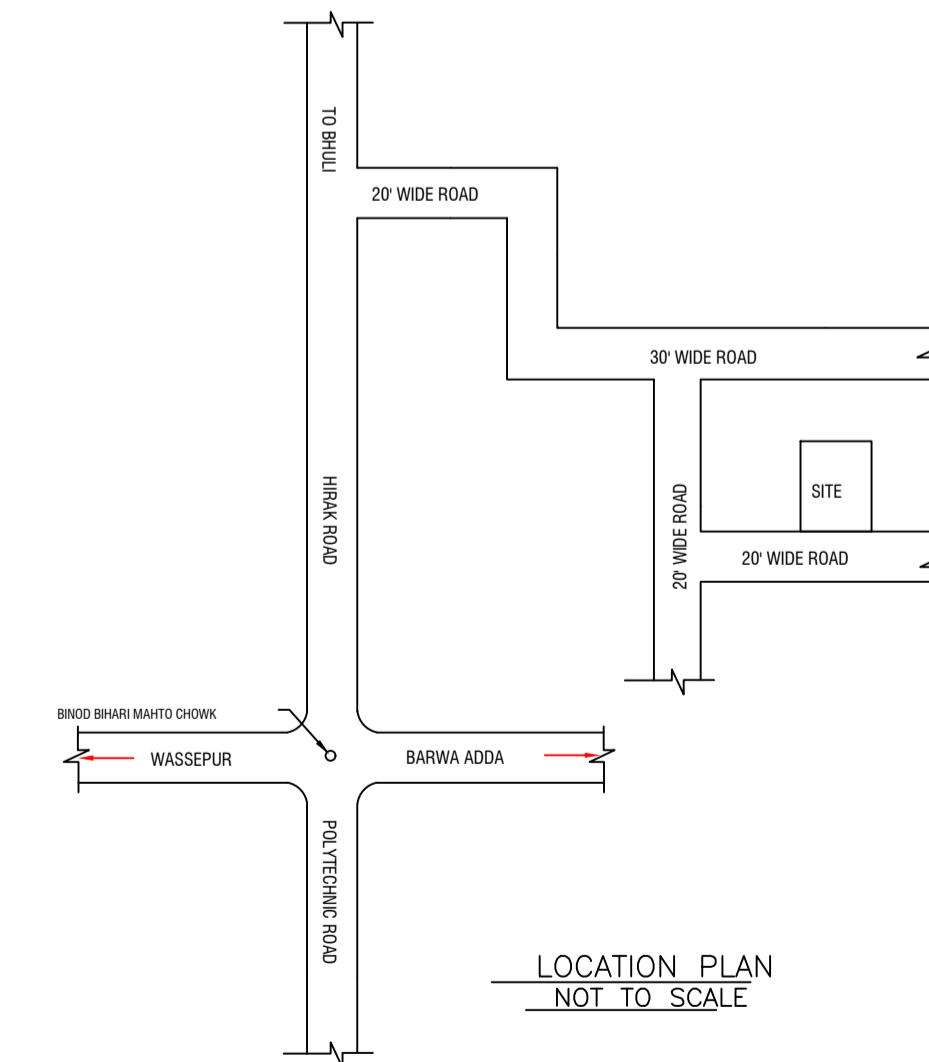 TO BHULI
20' WIDE ROAD
30' WIDE ROAD
HIRAK ROAD
20' WIDE ROAD
SITE
20' WIDE ROAD
BINOD BIHARI MAHTO CHOWK
WASSEPUR
BARWA ADDA
POLYTECHNIC ROAD
LOCATION PLAN
NOT TO SCALE